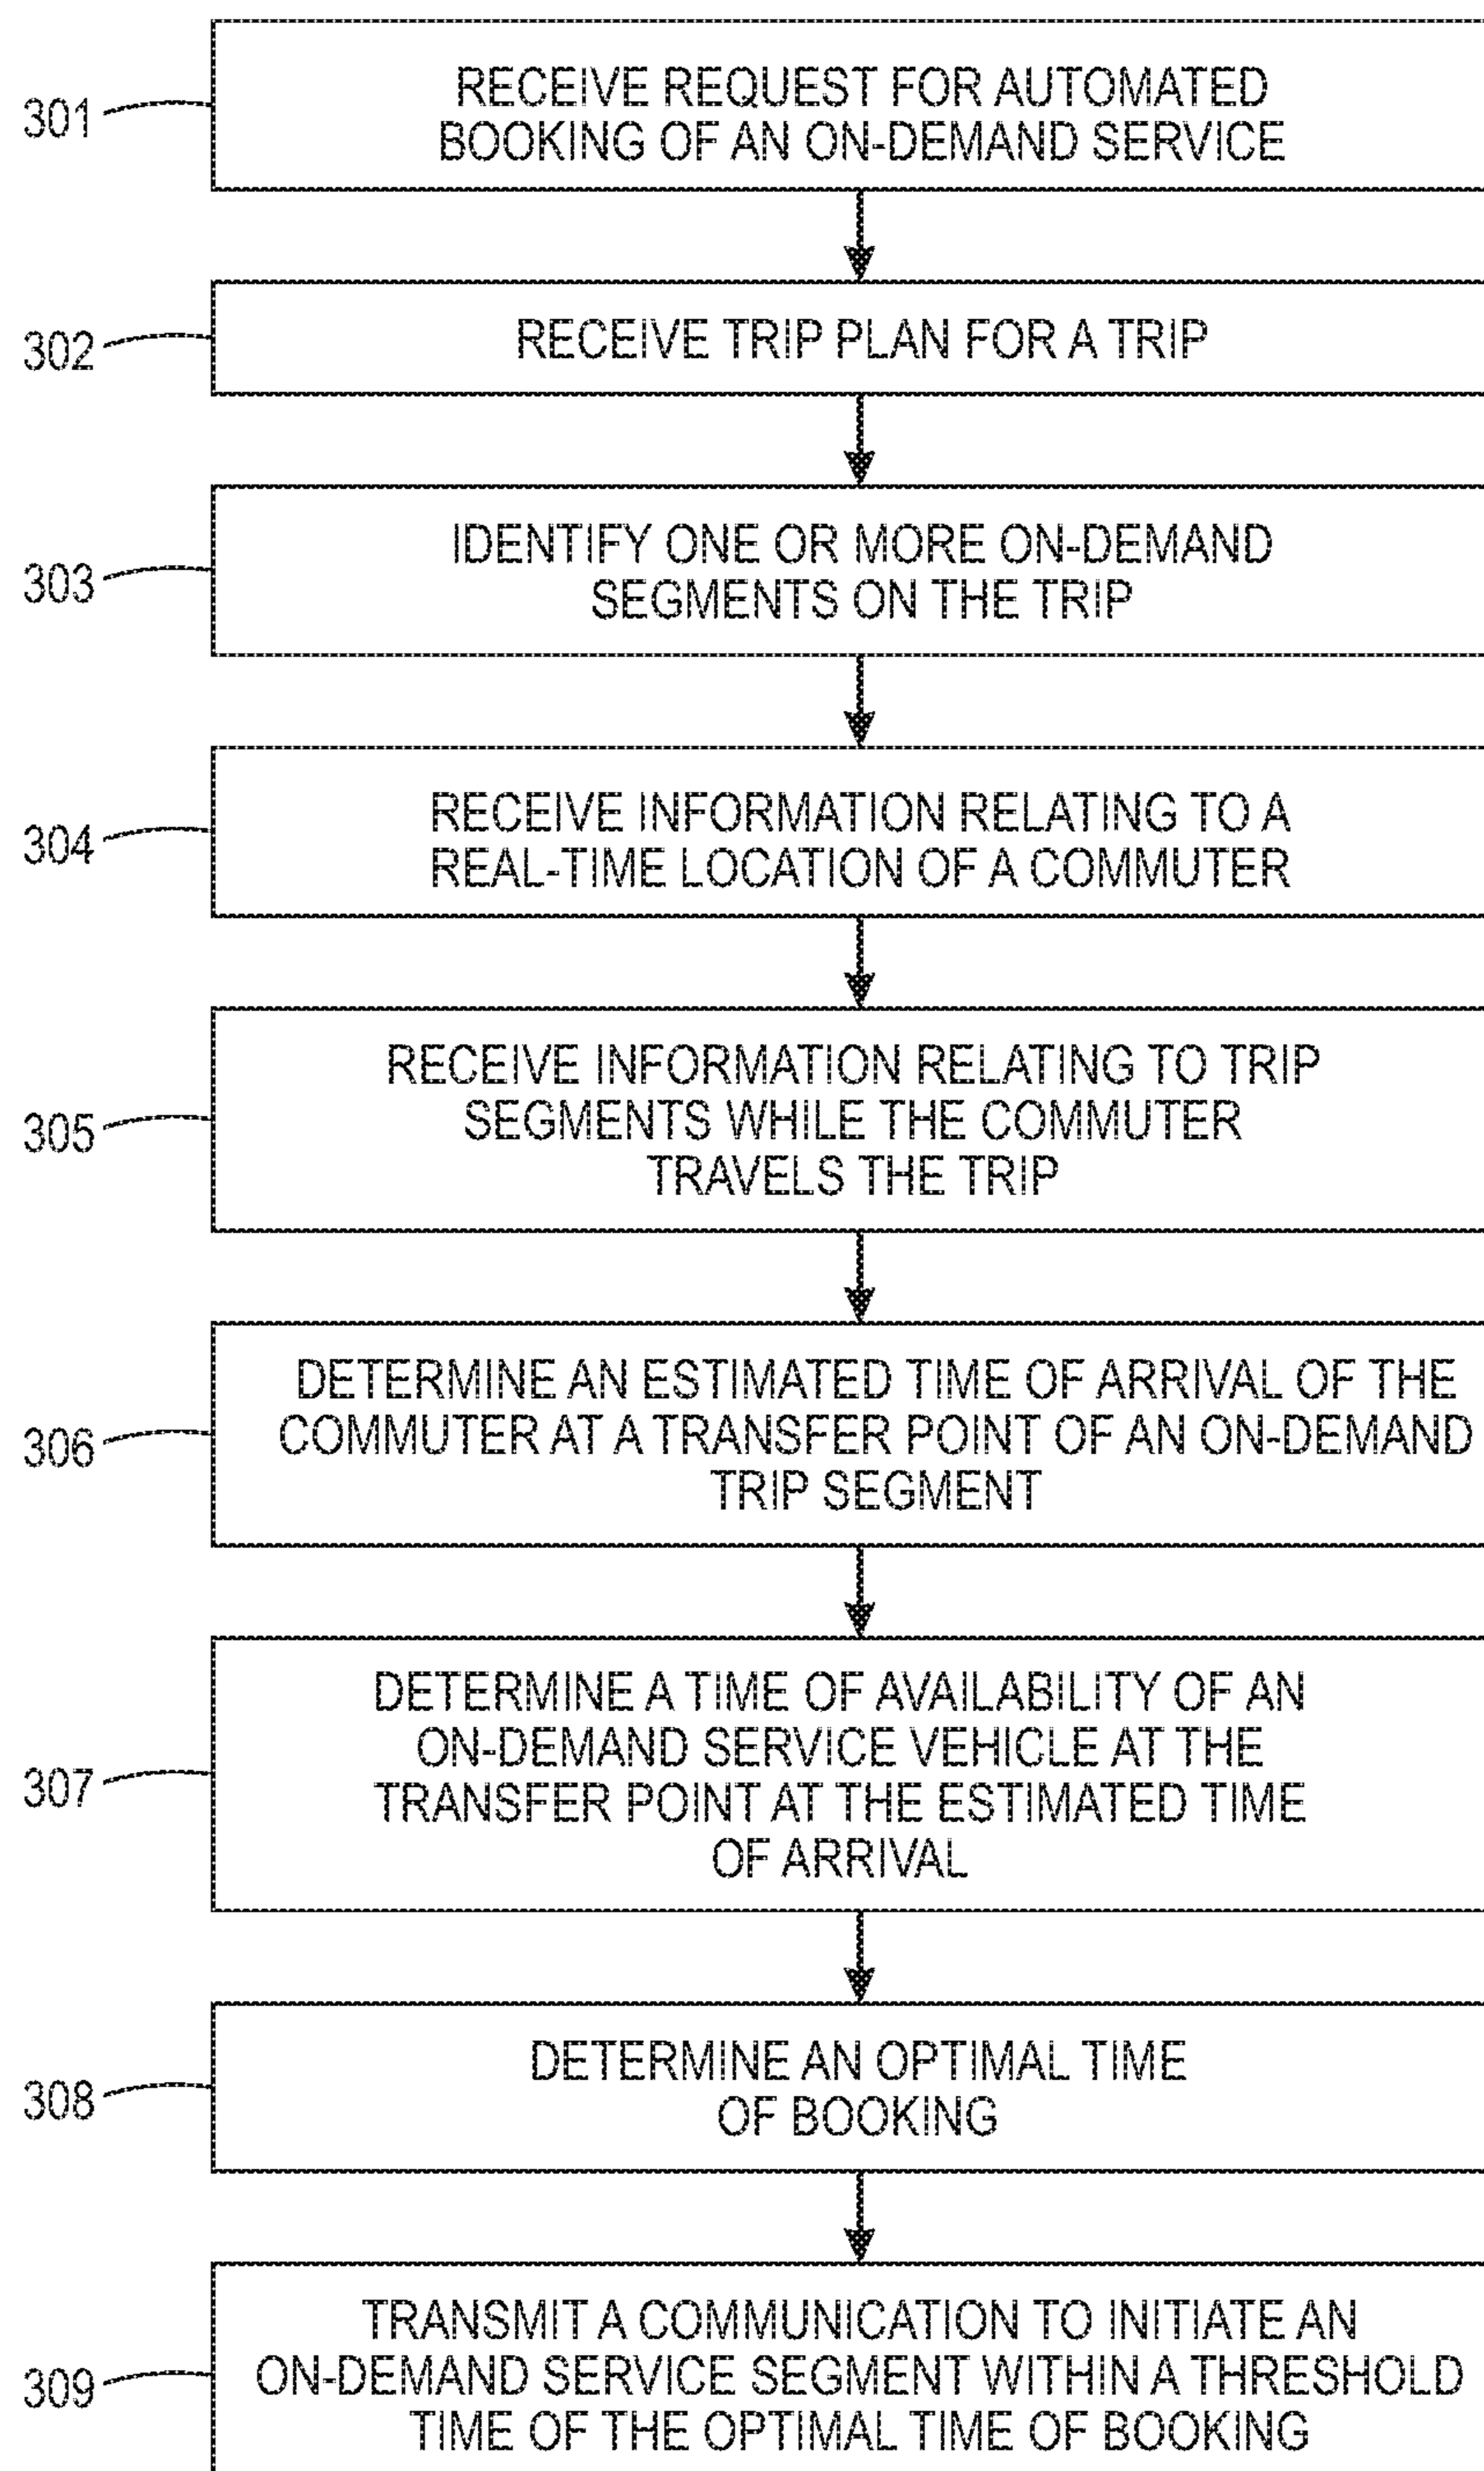 301
RECEIVE REQUEST FOR AUTOMATED
BOOKING OF AN ON-DEMAND SERVICE
302
RECEIVE TRIP PLAN FOR A TRIP
303
IDENTIFY ONE OR MORE ON-DEMAND
SEGMENTS ON THE TRIP
304
RECEIVE INFORMATION RELATING TO A
REAL-TIME LOCATION OF A COMMUTER
305
RECEIVE INFORMATION RELATING TO TRIP
SEGMENTS WHILE THE COMMUTER
TRAVELS THE TRIP
306
DETERMINE AN ESTIMATED TIME OF ARRIVAL OF THE
COMMUTER AT A TRANSFER POINT OF AN ON-DEMAND
TRIP SEGMENT
307
DETERMINE A TIME OF AVAILABILITY OF AN
ON-DEMAND SERVICE VEHICLE AT THE
TRANSFER POINT AT THE ESTIMATED TIME
OF ARRIVAL
308
DETERMINE AN OPTIMAL TIME
OF BOOKING
309
TRANSMIT A COMMUNICATION TO INITIATE AN
ON-DEMAND SERVICE SEGMENT WITHIN A THRESHOLD
TIME OF THE OPTIMAL TIME OF BOOKING